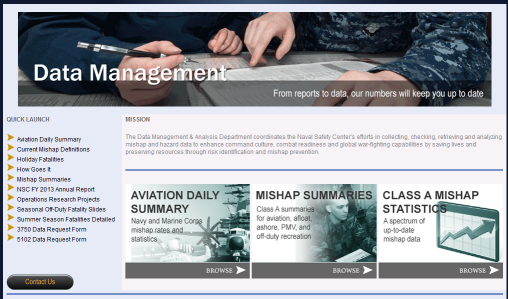 Data Management
From reports to data, our numbers will keep you up to date
QUICK LAUNCH
Aviation Daily Summary
Current Mishap Definitions
Holiday Fatalities
How Goes It
Mishap Summaries
NSC FY 2013 Annual Report
Operations Research Projects
Seasonal Off-Duty Fatality Slides
Summer Season Fatalities Detailed
3750 Data Request Form
5102 Data Request Form
Contact Us
MISSION
The Data Management & Analysis Department coordinates the Naval Safety Center's efforts in collecting, checking, retrieving and analyzing
mishap and hazard data to enhance command culture, combat readiness and global war-fighting capabilities by saving lives and
preserving resources through risk identification and mishap prevention.
AVIATION DAILY
SUMMARY
Navy and Marine Corps
mishap rates and
statistics
BROWSE
MISHAP SUMMARIES
Class A summaries
for aviation, afloat,
ashore, PMV, and
off-duty recreation
BROWSE
CLASS A MISHAP
STATISTICS
A spectrum of
up-to-date
mishap data
BROWSE